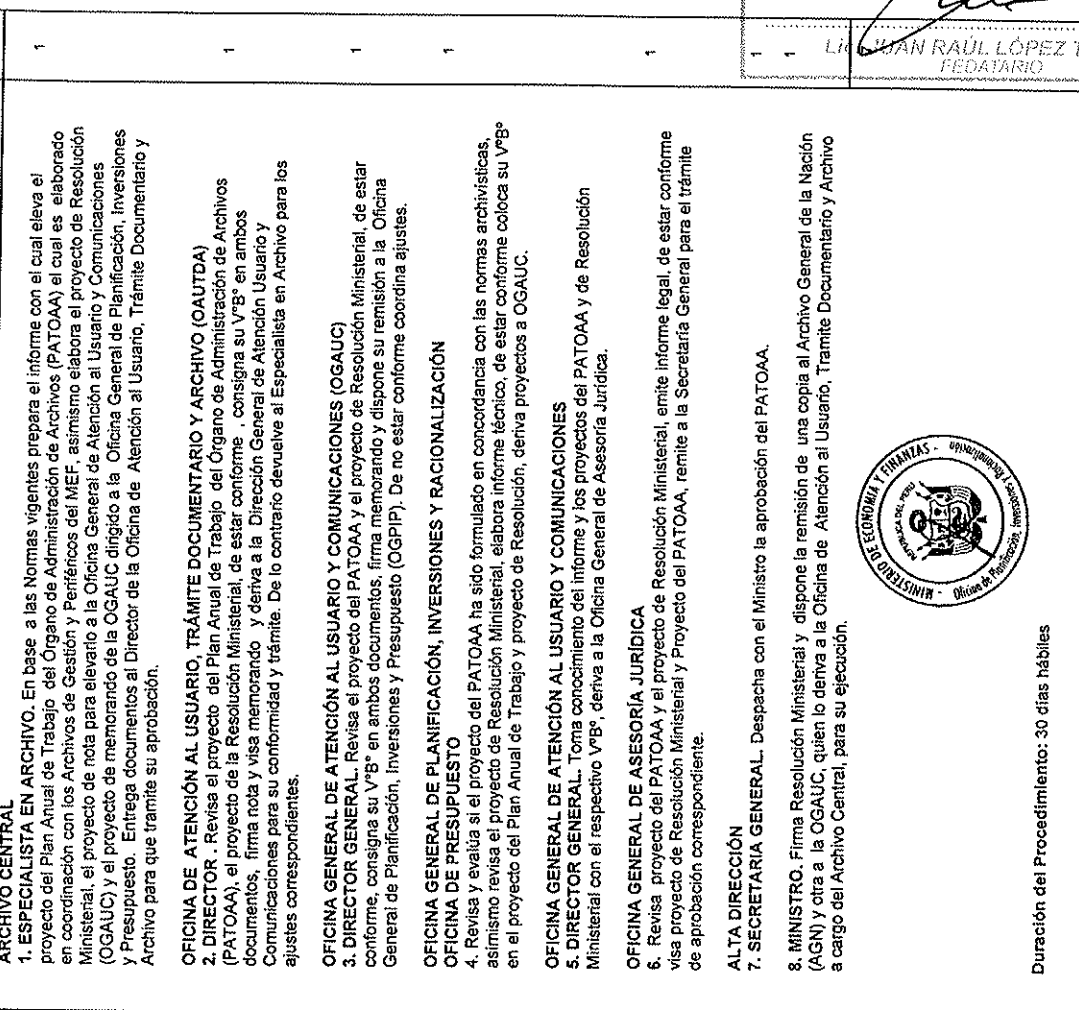 ARCHIVO CENTRAL
1. ESPECIALISTA EN ARCHIVO. En base a las Normas vigentes prepara el informe con el cual eleva el
proyecto del Plan Anual de Trabajo del Órgano de Administración de Archivos (PATOAA) el cual es elaborado
en coordinación con los Archivos de Gestión y Periféricos del MEF, asimismo elabora el proyecto de Resolución
Ministerial, el proyecto de nota para elevarlo a la Oficina General de Atención al Usuario y Comunicaciones
(OGAUC) y el proyecto de memorando de la OGAUC dirigido a la Oficina General de Planificación, Inversiones
y Presupuesto. Entrega documentos al Director de la Oficina de Atención al Usuario, Trámite Documentario y
Archivo para que tramite su aprobación.
1
OFICINA DE ATENCIÓN AL USUARIO, TRÁMITE DOCUMENTARIO Y ARCHIVO (OAUTDA)
2. DIRECTOR . Revisa el proyecto del Plan Anual de Trabajo del Órgano de Administración de Archivos
(PATOAA), el proyecto de la Resolución Ministerial, de estar conforme , consigna su V°B° en ambos
documentos, firma nota y visa memorando y deriva a la Dirección General de Atención Usuario y
Comunicaciones para su conformidad y trámite. De lo contrario devuelve al Especialista en Archivo para los
ajustes correspondientes.
1
OFICINA GENERAL DE ATENCIÓN AL USUARIO Y COMUNICACIONES (OGAUC)
3. DIRECTOR GENERAL. Revisa el proyecto del PATOAA y el proyecto de Resolución Ministerial, de estar
conforme, consigna su V°B° en ambos documentos, firma memorando y dispone su remisión a la Oficina
General de Planificación, Inversiones y Presupuesto (OGPIP). De no estar conforme coordina ajustes.
1
OFICINA GENERAL DE PLANIFICACIÓN, INVERSIONES Y RACIONALIZACIÓN
OFICINA DE PRESUPUESTO
4. Revisa y evalúa si el proyecto del PATOAA ha sido formulado en concordancia con las normas archivísticas,
asimismo revisa el proyecto de Resolución Ministerial, elabora informe técnico, de estar conforme coloca su V°B°
en el proyecto del Plan Anual de Trabajo y proyecto de Resolución, deriva proyectos a OGAUC.
1
OFICINA GENERAL DE ATENCIÓN AL USUARIO Y COMUNICACIONES
5. DIRECTOR GENERAL. Toma conocimiento del informe y los proyectos del PATOAA y de Resolución
Ministerial con el respectivo V°B°, deriva a la Oficina General de Asesoría Jurídica.
OFICINA GENERAL DE ASESORÍA JURÍDICA
6. Revisa proyecto del PATOAA y el proyecto de Resolución Ministerial, emite informe legal, de estar conforme
visa proyecto de Resolución Ministerial y Proyecto del PATOAA, remite a la Secretaría General para el trámite
de aprobación correspondiente.
1
ALTA DIRECCIÓN
7. SECRETARIA GENERAL. Despacha con el Ministro la aprobación del PATOAA.
1
8. MINISTRO. Firma Resolución Ministerial y dispone la remisión de una copia al Archivo General de la Nación
(AGN) y otra a la OGAUC, quien lo deriva a la Oficina de Atención al Usuario, Tramite Documentario y Archivo
a cargo del Archivo Central, para su ejecución.
1
MINISTERIO DE ECONOMIA Y FINANZAS -
REPUBLICA DEL PERU
Oficina de Planificación, Inversiones y Racionalización
Duración del Procedimiento: 30 días hábiles
JUAN RAÚL LÓPEZ
FEDATARIO